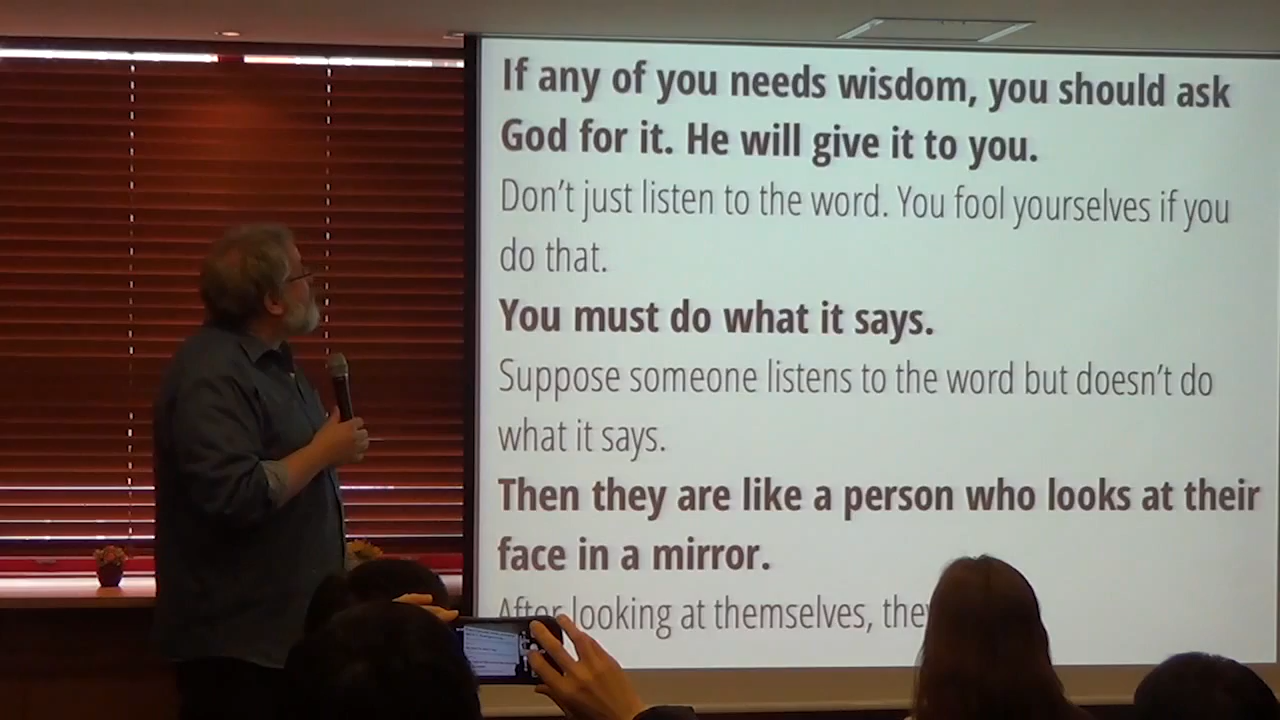 If any of you needs wisdom, you should ask
God for it. He will give it to you.
Don't just listen to the word. You fool yourselves if you
do that.
You must do what it says.
Suppose someone listens to the word but doesn't do
what it says.
Then they are like a person who looks at their
face in a mirror.
After looking at themselves, they